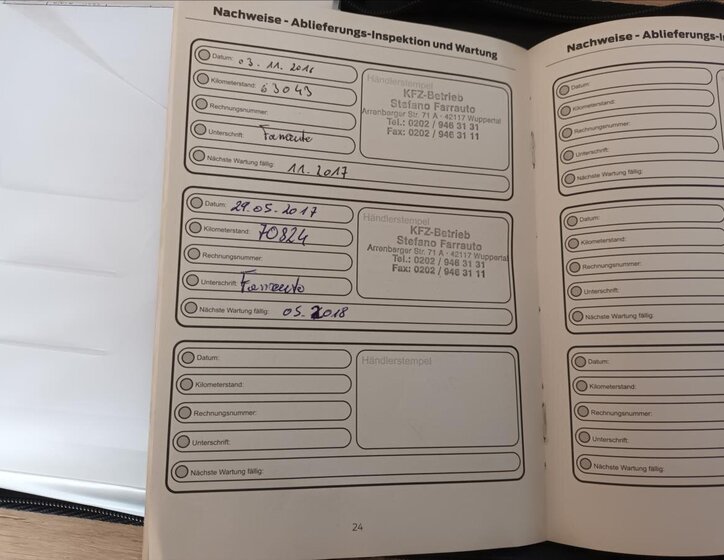 Nachweise - Ablieferungs-Inspektion und Wartung
Datum: 03. 11. 2016
Kilometerstand: 63043
Rechnungsnummer:
Unterschrift: Farrauto
Nächste Wartung fällig: 11. 2017
Händlerstempel
KFZ-Betrieb
Stefano Farrauto
Arrenberger Str. 71 A · 42117 Wuppertal
Tel.: 0202 / 946 31 31
Fax: 0202 / 946 31 11
Datum: 29.05.2017
Kilometerstand: 70824
Rechnungsnummer:
Unterschrift: Farrauto
Nächste Wartung fällig: 05.2018
Händlerstempel
KFZ-Betrieb
Stefano Farrauto
Arrenberger Str. 71 A · 42117 Wuppertal
Tel.: 0202 / 946 31 31
Fax: 0202 / 946 31 11
Datum:
Kilometerstand:
Rechnungsnummer:
Unterschrift:
Nächste Wartung fällig:
Händlerstempel
24
Nachweise - Ablieferungs-I
Datum:
Kilometerstand:
Rechnungsnummer:
Unterschrift:
Nächste Wartung fällig:
Datum:
Kilometerstand:
Rechnungsnummer:
Unterschrift:
Nächste Wartung fällig:
Datum:
Kilometerstand:
Rechnungsnummer:
Unterschrift:
Nächste Wartung fällig: